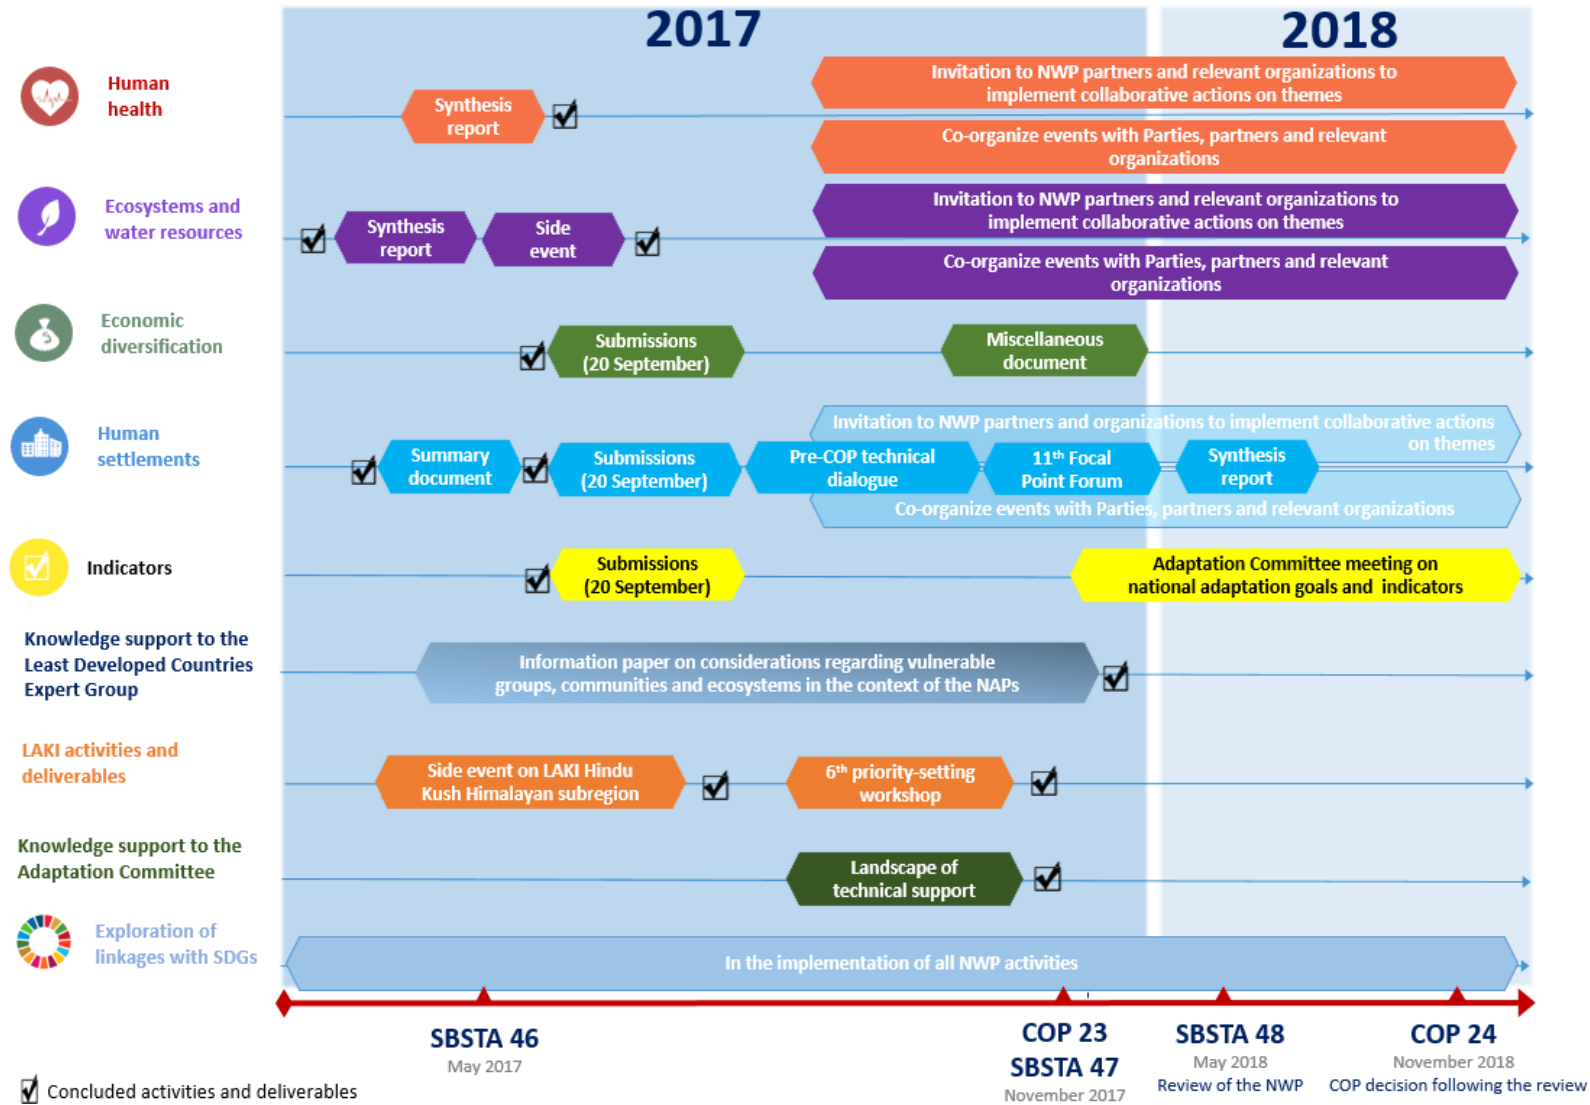 2017
2018
Human
health
Synthesis
report
Invitation to NWP partners and relevant organizations to
implement collaborative actions on themes
Co-organize events with Parties, partners and relevant
organizations
Ecosystems and
water resources
Synthesis
report
Side
event
Invitation to NWP partners and relevant organizations to
implement collaborative actions on themes
Co-organize events with Parties, partners and relevant
organizations
Economic
diversification
$
Submissions
(20 September)
Miscellaneous
document
Human
settlements
Invitation to NWP partners and organizations to implement collaborative actions
on themes
Summary
document
Submissions
(20 September)
Pre-COP technical
dialogue
11th Focal
Point Forum
Synthesis
report
Co-organize events with Parties, partners and relevant organizations
Indicators
Submissions
(20 September)
Adaptation Committee meeting on
national adaptation goals and indicators
Knowledge support to the
Least Developed Countries
Expert Group
Information paper on considerations regarding vulnerable
groups, communities and ecosystems in the context of the NAPs
LAKI activities and
deliverables
Side event on LAKI Hindu
Kush Himalayan subregion
6th priority-setting
workshop
Knowledge support to the
Adaptation Committee
Landscape of
technical support
Exploration of
linkages with SDGs
In the implementation of all NWP activities
SBSTA 46
May 2017
COP 23
SBSTA 47
November 2017
SBSTA 48
May 2018
Review of the NWP
COP 24
November 2018
COP decision following the review
Concluded activities and deliverables